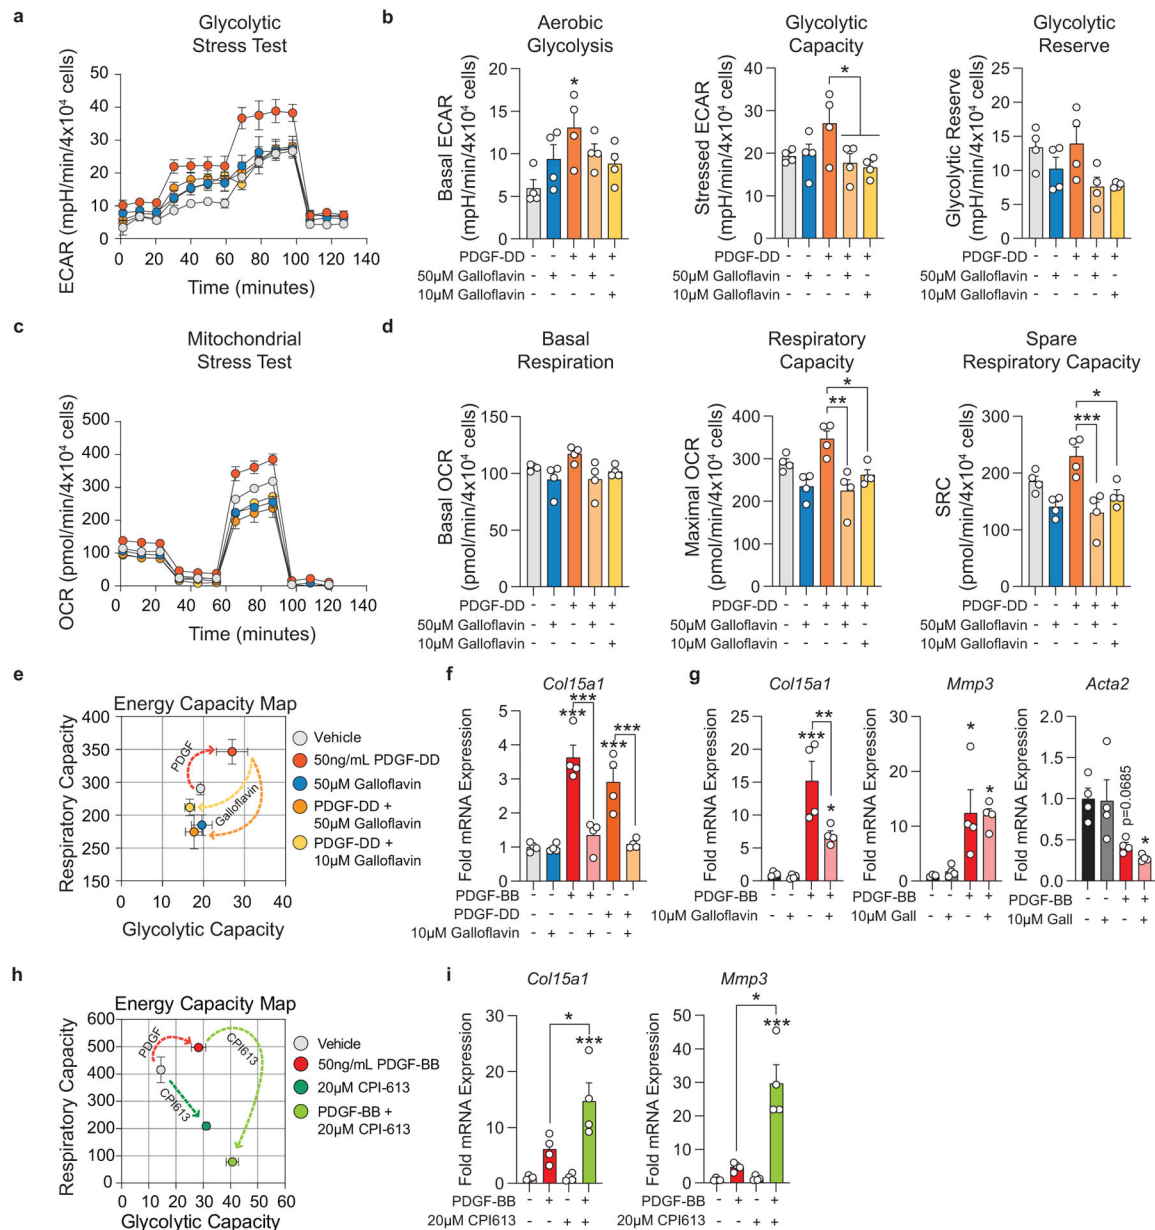 a
Glycolytic
Stress Test
ECAR (mpH/min/4x10⁴ cells)
50
40
30
20
10
0
0 20 40 60 80 100 120 140
Time (minutes)
b
Aerobic
Glycolysis
Basal ECAR
(mpH/min/4x10⁴ cells)
20
15
10
5
0
*
PDGF-DD - - + + +
50µM Galloflavin - + - + -
10µM Galloflavin - - - - +
Glycolytic
Capacity
Stressed ECAR
(mpH/min/4x10⁴ cells)
40
30
20
10
0
*
PDGF-DD - - + + +
50µM Galloflavin - + - + -
10µM Galloflavin - - - - +
Glycolytic
Reserve
Glycolytic Reserve
(mpH/min/4x10⁴ cells)
25
20
15
10
5
0
PDGF-DD - - + + +
50µM Galloflavin - + - + -
10µM Galloflavin - - - - +
c
Mitochondrial
Stress Test
OCR (pmol/min/4x10⁴ cells)
500
400
300
200
100
0
0 20 40 60 80 100 120 140
Time (minutes)
d
Basal
Respiration
Basal OCR
(pmol/min/4x10⁴ cells)
150
100
50
0
PDGF-DD - - + + +
50µM Galloflavin - + - + -
10µM Galloflavin - - - - +
Respiratory
Capacity
Maximal OCR
(pmol/min/4x10⁴ cells)
400
300
200
100
0
*
**
PDGF-DD - - + + +
50µM Galloflavin - + - + -
10µM Galloflavin - - - - +
Spare
Respiratory Capacity
SRC
(pmol/min/4x10⁴ cells)
300
200
100
0
*
***
PDGF-DD - - + + +
50µM Galloflavin - + - + -
10µM Galloflavin - - - - +
e
Energy Capacity Map
Respiratory Capacity
400
350
300
250
200
150
0 10 20 30 40
Glycolytic Capacity
PDGF
Galloflavin
Vehicle
50ng/mL PDGF-DD
50µM Galloflavin
PDGF-DD +
50µM Galloflavin
PDGF-DD +
10µM Galloflavin
f
Col15a1
Fold mRNA Expression
5
4
3
2
1
0
***
***
***
***
PDGF-BB - - + + - -
PDGF-DD - - - - + +
10µM Galloflavin - + - + - +
g
Col15a1
Fold mRNA Expression
25
20
15
10
5
0
**
***
*
PDGF-BB - - + +
10µM Galloflavin - + - +
Mmp3
Fold mRNA Expression
30
20
10
0
*
*
PDGF-BB - - + +
10µM Gall - + - +
Acta2
Fold mRNA Expression
2.0
1.5
1.0
0.5
0.0
p=0.0685
*
PDGF-BB - - + +
10µM Gall - + - +
h
Energy Capacity Map
Respiratory Capacity
600
500
400
300
200
100
0
0 10 20 30 40 50 60
Glycolytic Capacity
PDGF
CPI613
CPI613
Vehicle
50ng/mL PDGF-BB
20µM CPI-613
PDGF-BB +
20µM CPI-613
i
Col15a1
Fold mRNA Expression
30
20
10
0
*
***
PDGF-BB - + - +
20µM CPI613 - - + +
Mmp3
Fold mRNA Expression
50
40
30
20
10
0
*
***
PDGF-BB - + - +
20µM CPI613 - - + +